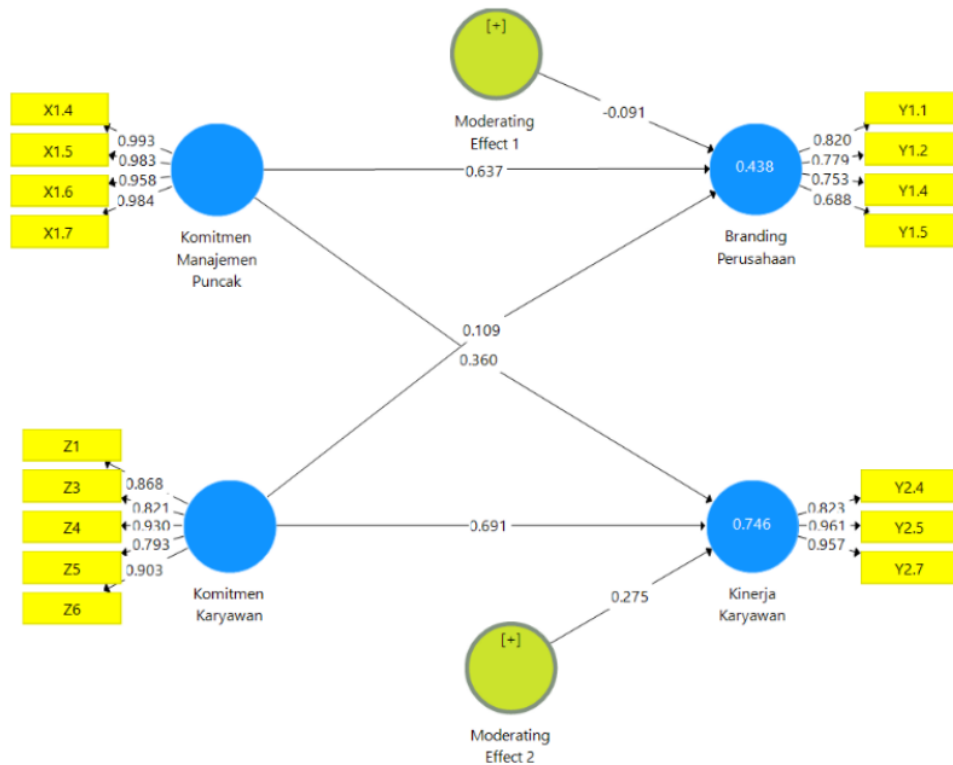 [+]
Moderating
Effect 1
-0.091
X1.4
X1.5
X1.6
X1.7
0.993
0.983
0.958
0.984
Komitmen
Manajemen
Puncak
0.637
0.438
Branding
Perusahaan
0.820
0.779
0.753
0.688
Y1.1
Y1.2
Y1.4
Y1.5
0.109
0.360
Z1
Z3
Z4
Z5
Z6
0.868
0.821
0.930
0.793
0.903
Komitmen
Karyawan
0.691
0.746
Kinerja
Karyawan
0.823
0.961
0.957
Y2.4
Y2.5
Y2.7
0.275
[+]
Moderating
Effect 2